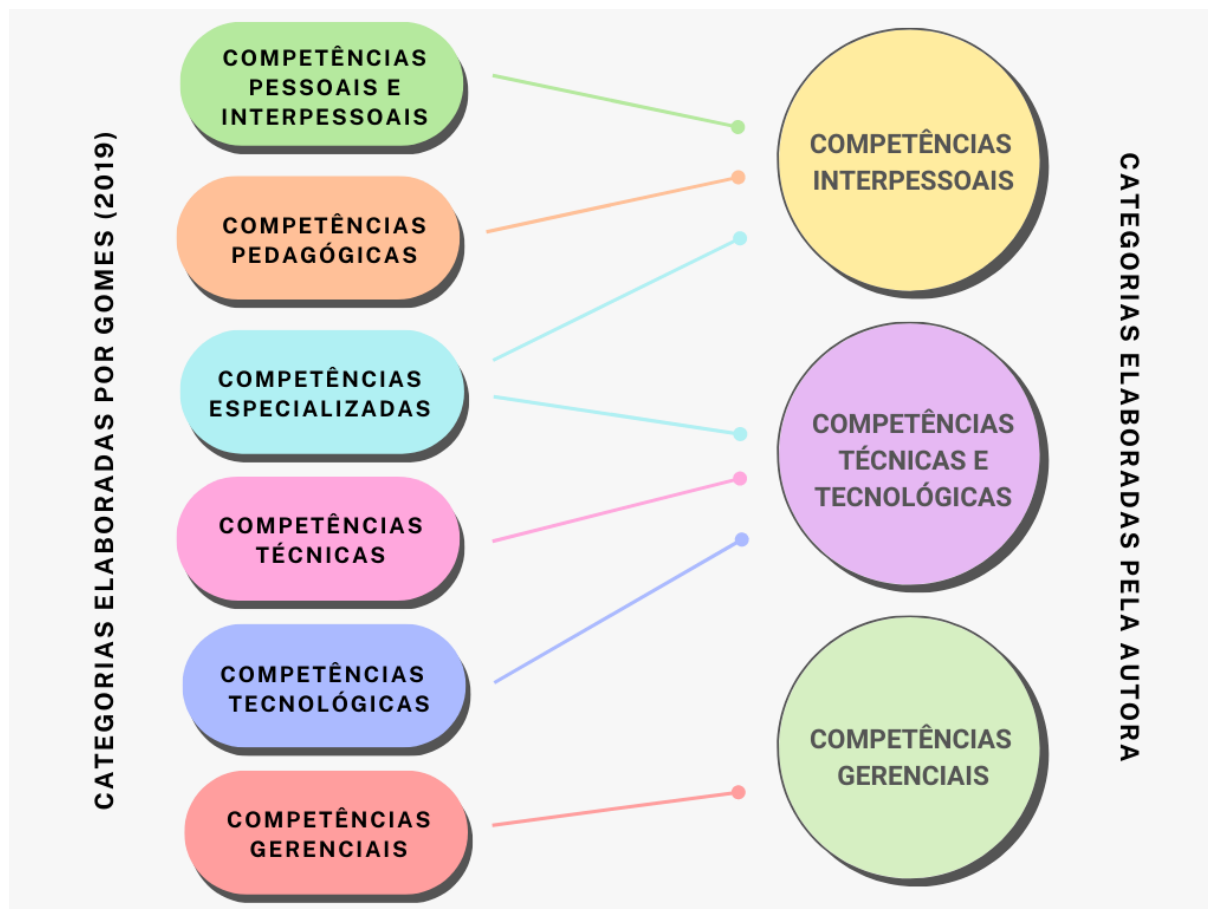 CATEGORIAS ELABORADAS POR GOMES (2019)
COMPETÊNCIAS
PESSOAIS E
INTERPESSOAIS
COMPETÊNCIAS
PEDAGÓGICAS
COMPETÊNCIAS
ESPECIALIZADAS
COMPETÊNCIAS
TÉCNICAS
COMPETÊNCIAS
TECNOLÓGICAS
COMPETÊNCIAS
GERENCIAIS
COMPETÊNCIAS
INTERPESSOAIS
COMPETÊNCIAS
TÉCNICAS E
TECNOLÓGICAS
COMPETÊNCIAS
GERENCIAIS
CATEGORIAS ELABORADAS PELA AUTORA